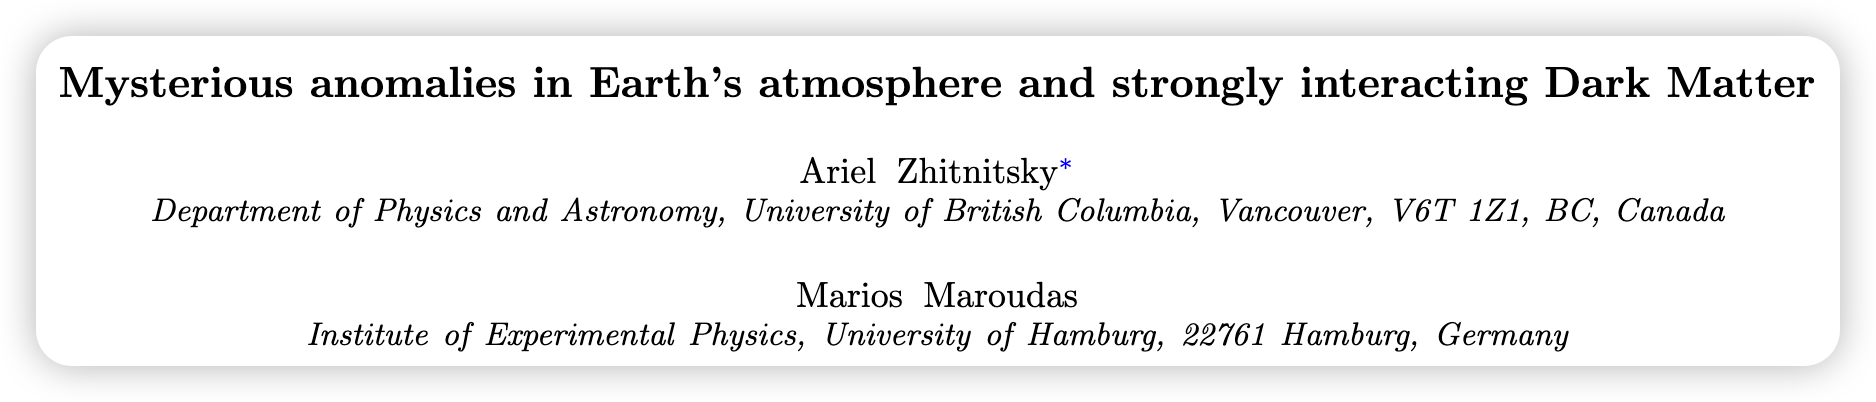 Mysterious anomalies in Earth's atmosphere and strongly interacting Dark Matter
Ariel Zhitnitsky*
Department of Physics and Astronomy, University of British Columbia, Vancouver, V6T 1Z1, BC, Canada
Marios Maroudas
Institute of Experimental Physics, University of Hamburg, 22761 Hamburg, Germany